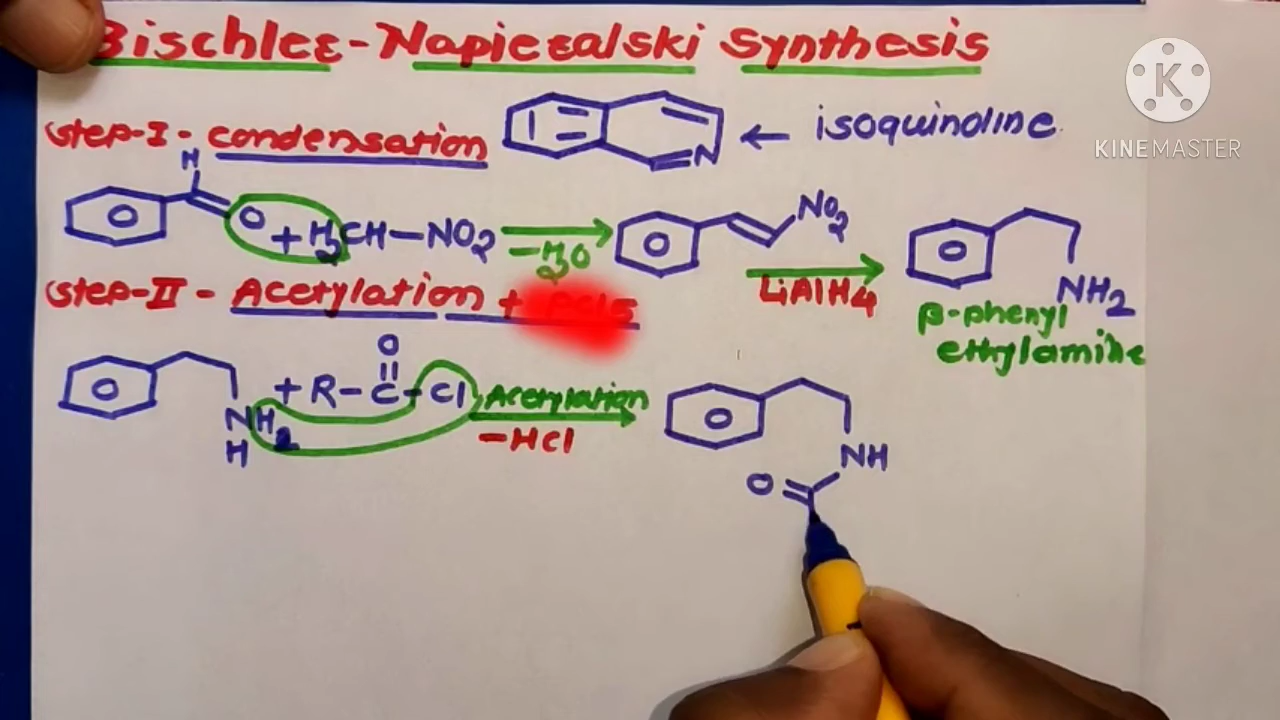 Bischler-Napieralski Synthesis
K
KINEMASTER
Step-I - Condensation
N
← isoquinoline
H
O + H2CH-NO2
-H2O
NO2
LiAlH4
NH2
β-phenyl
ethylamine
Step-II - Acetylation +
O
+ R-C-Cl
NH2
H
Acetylation
-HCl
NH
O